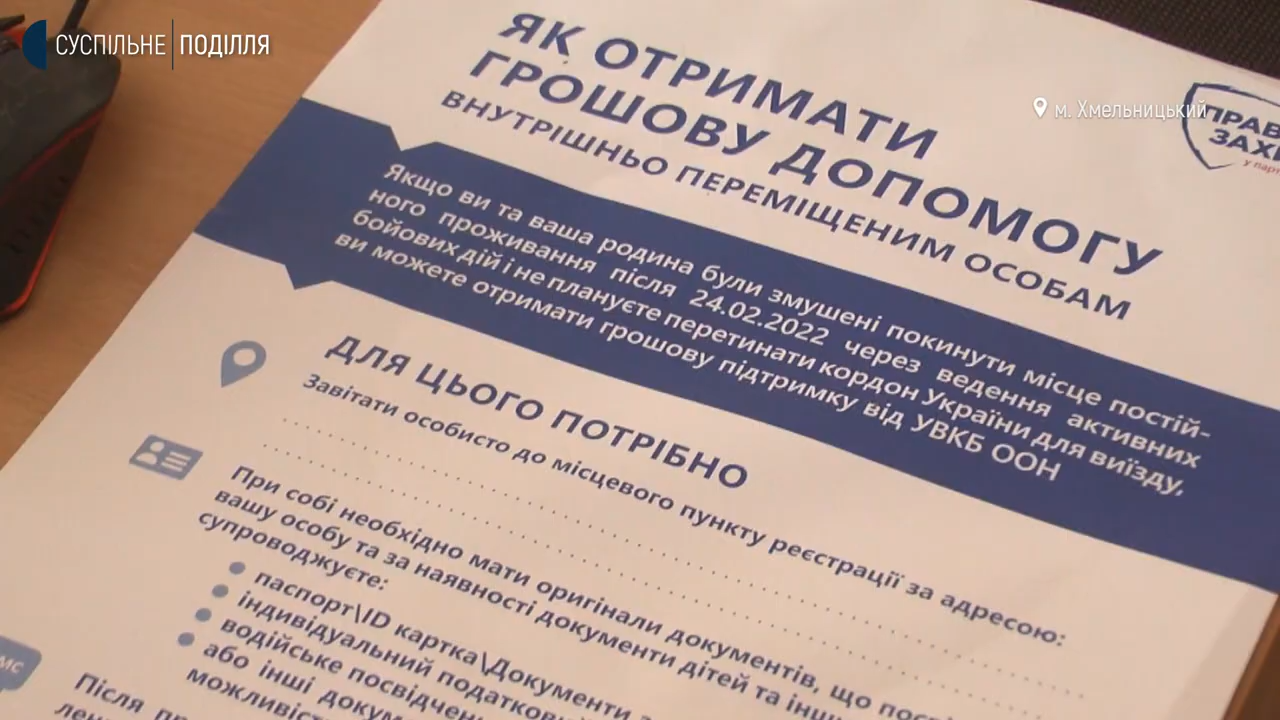 СУСПІЛЬНЕ ПОДІЛЛЯ
м. Хмельницький
ЯК ОТРИМАТИ
ГРОШОВУ ДОПОМОГУ
ВНУТРІШНЬО ПЕРЕМІЩЕНИМ ОСОБАМ
Якщо ви та ваша родина були змушені покинути місце постій-
ного проживання після 24.02.2022 через ведення активних
бойових дій і не плануєте перетинати кордон України для виїзду,
ви можете отримати грошову підтримку від УВКБ ООН
ДЛЯ ЦЬОГО ПОТРІБНО
Завітати особисто до місцевого пункту реєстрації за адресою:
При собі необхідно мати оригінали документів, що
вашу особу та за наявності документи дітей та
супроводжуєте:
паспорт\ID картка\Документи
індивідуальний
водійське
або інші
Після